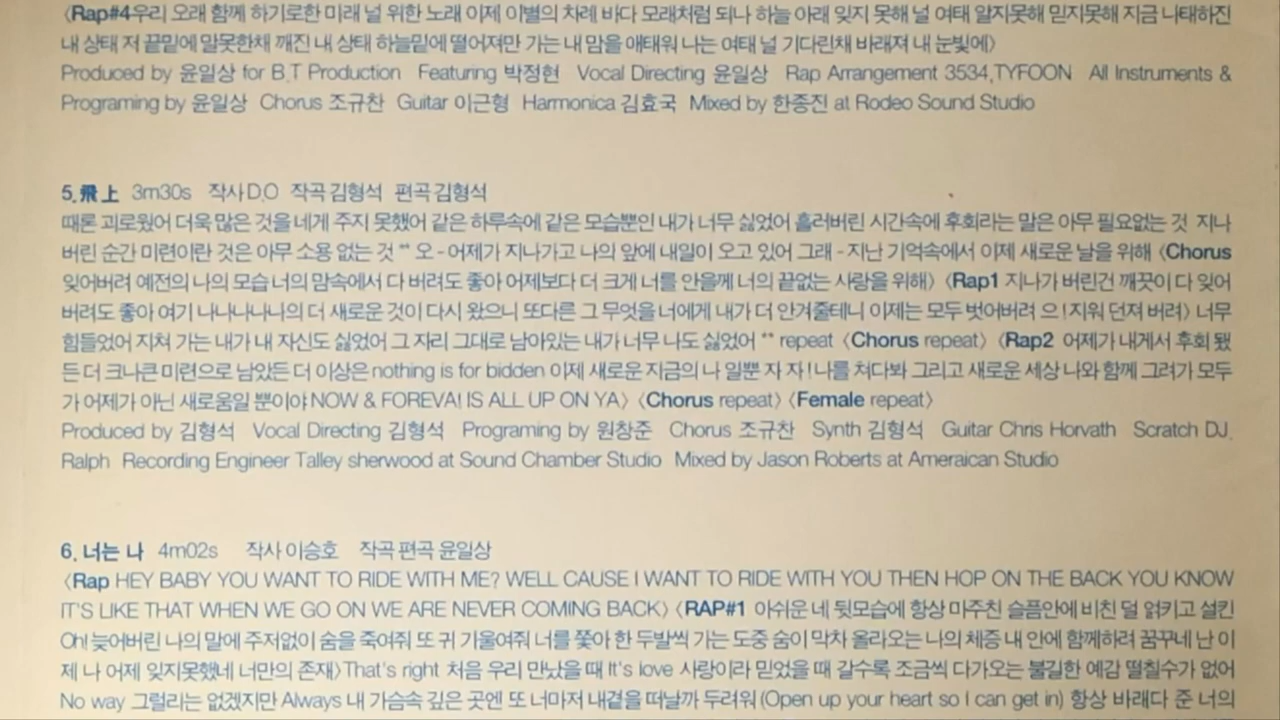 〈Rap#4우리 오래 함께 하기로한 미래 널 위한 노래 이제 이별의 차례 바다 모래처럼 되나 하늘 아래 잊지 못해 널 여태 알지못해 믿지못해 지금 나태하진
내 상태 저 끝밑에 말못한채 깨진 내 상태 하늘밑에 떨어져만 가는 내 맘을 애태워 나는 여태 널 기다린채 바래져 내 눈빛에〉
Produced by 윤일상 for B.T Production Featuring 박정현 Vocal Directing 윤일상 Rap Arrangement 3534,TYFOON All Instruments &
Programing by 윤일상 Chorus 조규찬 Guitar 이근형 Harmonica 김효국 Mixed by 한종진 at Rodeo Sound Studio
5. 飛上 3m30s 작사 D.O 작곡 김형석 편곡 김형석
때론 괴로웠어 더욱 많은 것을 네게 주지 못했어 같은 하루속에 같은 모습뿐인 내가 너무 싫었어 흘러버린 시간속에 후회라는 말은 아무 필요없는 것 지나
버린 순간 미련이란 것은 아무 소용 없는 것 ** 오 - 어제가 지나가고 나의 앞에 내일이 오고 있어 그래 - 지난 기억속에서 이제 새로운 날을 위해 〈Chorus
잊어버려 예전의 나의 모습 너의 맘속에서 다 버려도 좋아 어제보다 더 크게 너를 안을께 너의 끝없는 사랑을 위해〉 〈Rap1 지나가 버린건 깨끗이 다 잊어
버려도 좋아 여기 나나나나나의 더 새로운 것이 다시 왔으니 또다른 그 무엇을 너에게 내가 더 안겨줄테니 이제는 모두 벗어버려 으! 지워 던져 버려〉 너무
힘들었어 지쳐 가는 내가 내 자신도 싫었어 그 자리 그대로 남아있는 내가 너무 나도 싫었어 ** repeat 〈Chorus repeat〉 〈Rap2 어제가 내게서 후회 됐
든 더 크나큰 미련으로 남았든 더 이상은 nothing is for bidden 이제 새로운 지금의 나 일뿐 자 자! 나를 쳐다봐 그리고 새로운 세상 나와 함께 그려가 모두
가 어제가 아닌 새로움일 뿐이야 NOW & FOREVA! IS ALL UP ON YA〉 〈Chorus repeat〉 〈Female repeat〉
Produced by 김형석 Vocal Directing 김형석 Programing by 원창준 Chorus 조규찬 Synth 김형석 Guitar Chris Horvath Scratch DJ.
Ralph Recording Engineer Talley sherwood at Sound Chamber Studio Mixed by Jason Roberts at Ameraican Studio
6. 너는 나 4m02s 작사 이승호 작곡 편곡 윤일상
〈Rap HEY BABY YOU WANT TO RIDE WITH ME? WELL CAUSE I WANT TO RIDE WITH YOU THEN HOP ON THE BACK YOU KNOW
IT'S LIKE THAT WHEN WE GO ON WE ARE NEVER COMING BACK〉 〈RAP#1 아쉬운 네 뒷모습에 항상 마주친 슬픔안에 비친 덜 얽키고 설킨
Oh! 늦어버린 나의 말에 주저없이 숨을 죽여줘 또 귀 기울여줘 너를 쫓아 한 두발씩 가는 도중 숨이 막차 올라오는 나의 체증 내 안에 함께하려 꿈꾸네 난 이
제 나 어제 잊지못했네 너만의 존재〉 That's right 처음 우리 만났을 때 It's love 사랑이라 믿었을 때 갈수록 조금씩 다가오는 불길한 예감 떨칠수가 없어
No way 그럴리는 없겠지만 Always 내 가슴속 깊은 곳엔 또 너마저 내곁을 떠날까 두려워 (Open up your heart so I can get in) 항상 바래다 준 너의